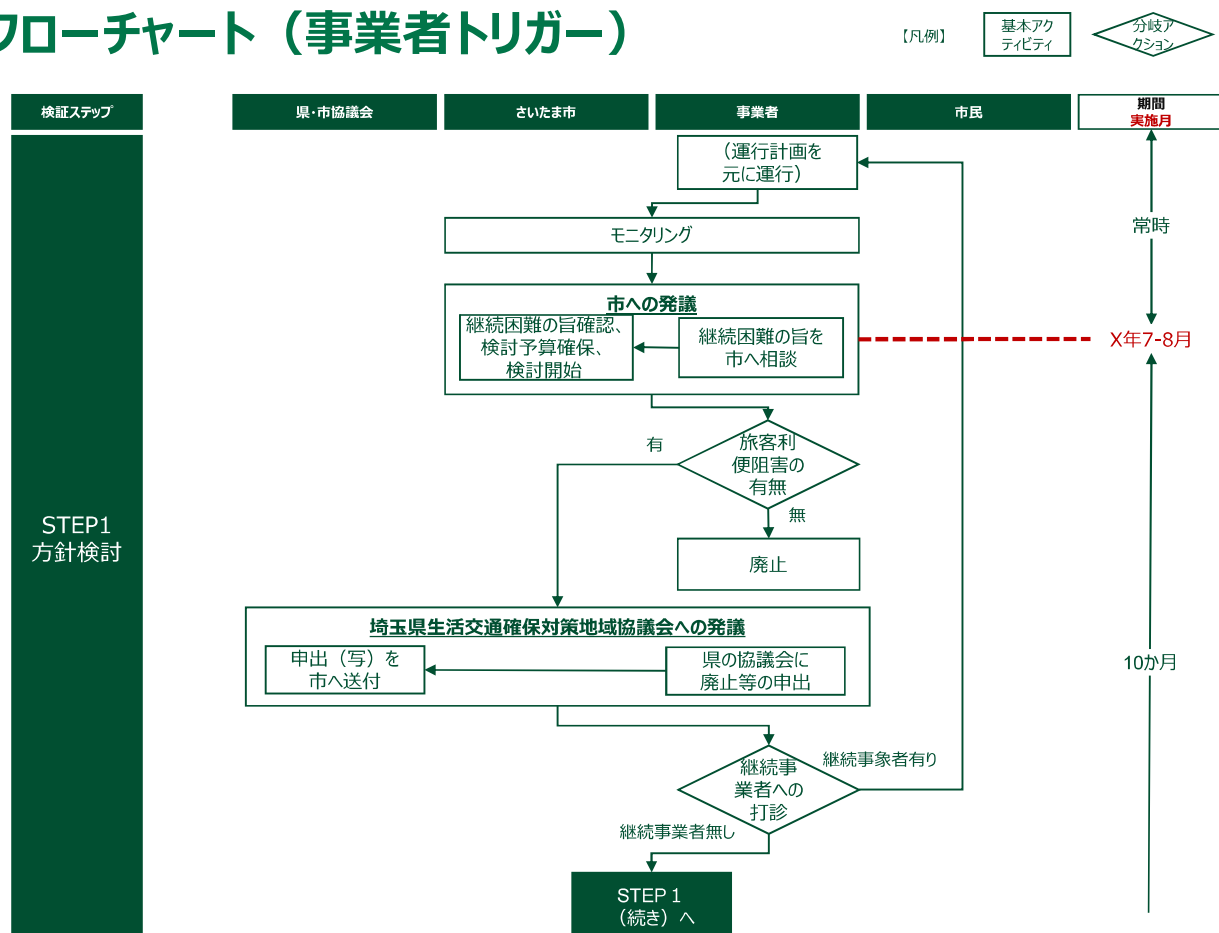 フローチャート（事業者トリガー）
【凡例】
基本アク
ティビティ
分岐ア
クション
検証ステップ
県・市協議会
さいたま市
事業者
市民
期間
実施月
（運行計画を
元に運行）
常時
モニタリング
市への発議
継続困難の旨確認、
検討予算確保、
検討開始
継続困難の旨を
市へ相談
X年7-8月
旅客利
便阻害の
有無
有
無
廃止
STEP1
方針検討
埼玉県生活交通確保対策地域協議会への発議
申出（写）を
市へ送付
県の協議会に
廃止等の申出
10か月
継続事
業者への
打診
継続事象者有り
継続事業者無し
STEP 1
（続き）へ